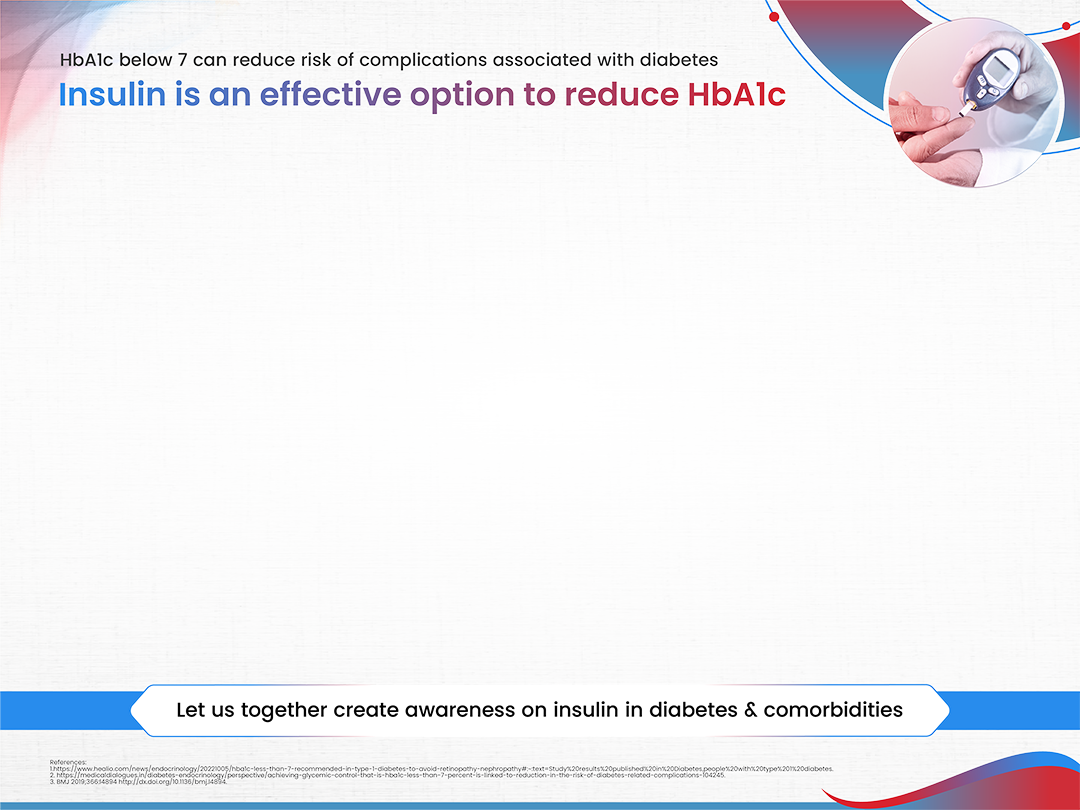 HbA1c below 7 can reduce risk of complications associated with diabetes
Insulin is an effective option to reduce HbA1c
Let us together create awareness on insulin in diabetes & comorbidities
References:
1.https://www.healio.com/news/endocrinology/20221005/hba1c-less-than-7-recommended-in-type-1-diabetes-to-avoid-retinopathy-nephropathy#:~:text=Study%20results%20published%20in%20Diabetes,people%20with%20type%201%20diabetes.
2. https://medicaldialogues.in/diabetes-endocrinology/perspective/achieving-glycemic-control-that-is-hba1c-less-than-7-percent-is-linked-to-reduction-in-the-risk-of-diabetes-related-complications-104245.
3. BMJ 2019;366:l4894 http://dx.doi.org/10.1136/bmj.l4894.